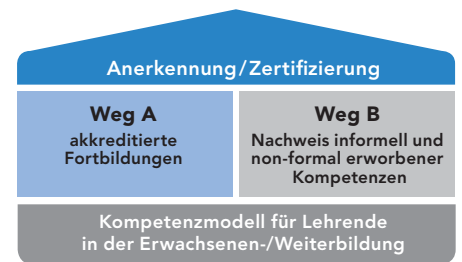 Anerkennung/Zertifizierung
Weg A
akkreditierte
Fortbildungen
Weg B
Nachweis informell und
non-formal erworbener
Kompetenzen
Kompetenzmodell für Lehrende
in der Erwachsenen-/Weiterbildung